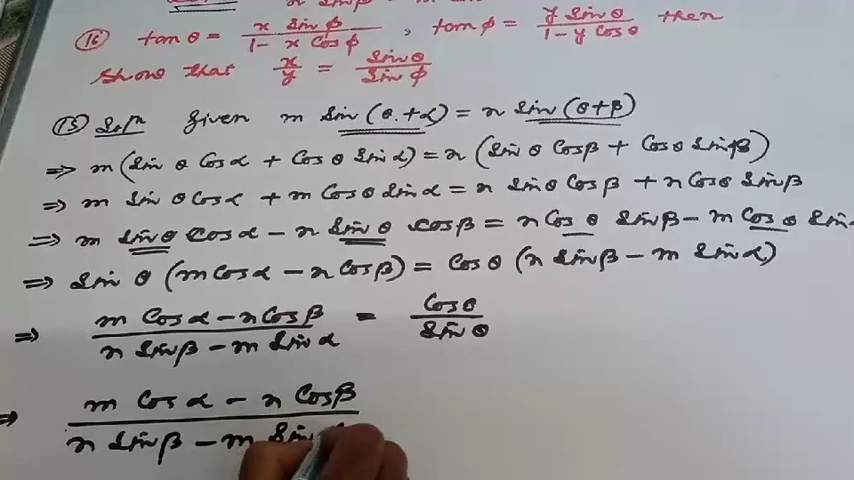 (16) tan θ = x sin β / 1 - x cos φ , tan φ = y sin θ / 1 - y cos θ then
show that x/y = sin θ / sin φ
(15) Solⁿ Given m sin (θ + α) = n sin (θ + β)
⇒ m (sin θ cos α + cos θ sin α) = n (sin θ cos β + cos θ sin β)
⇒ m sin θ cos α + m cos θ sin α = n sin θ cos β + n cos θ sin β
⇒ m sin θ cos α - n sin θ cos β = n cos θ sin β - m cos θ sin
⇒ sin θ (m cos α - n cos β) = cos θ (n sin β - m sin α)
⇒ m cos α - n cos β / n sin β - m sin α = cos θ / sin θ
⇒ m cos α - n cos β / n sin β - m sin